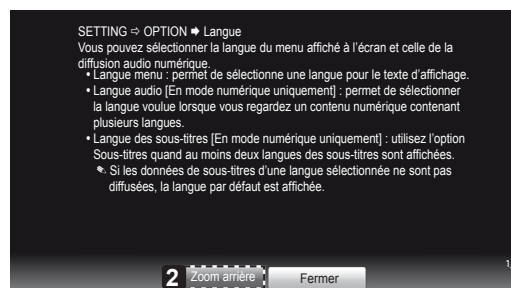 SETTING ⇨ OPTION ➡ Langue
Vous pouvez sélectionner la langue du menu affiché à l'écran et celle de la
diffusion audio numérique.
• Langue menu : permet de sélectionne une langue pour le texte d'affichage.
• Langue audio [En mode numérique uniquement] : permet de sélectionner
la langue voulue lorsque vous regardez un contenu numérique contenant
plusieurs langues.
• Langue des sous-titres [En mode numérique uniquement] : utilisez l'option
Sous-titres quand au moins deux langues des sous-titres sont affichées.
✎ Si les données de sous-titres d'une langue sélectionnée ne sont pas
diffusées, la langue par défaut est affichée.
2 Zoom arrière Fermer